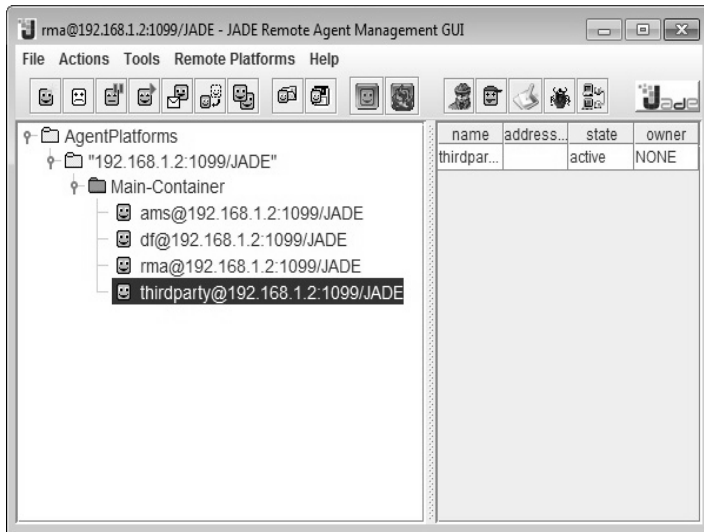 rma@192.168.1.2:1099/JADE - JADE Remote Agent Management GUI
File Actions Tools Remote Platforms Help
Jade
AgentPlatforms
"192.168.1.2:1099/JADE"
Main-Container
ams@192.168.1.2:1099/JADE
df@192.168.1.2:1099/JADE
rma@192.168.1.2:1099/JADE
thirdparty@192.168.1.2:1099/JADE
name address... state owner
thirdpar... active NONE